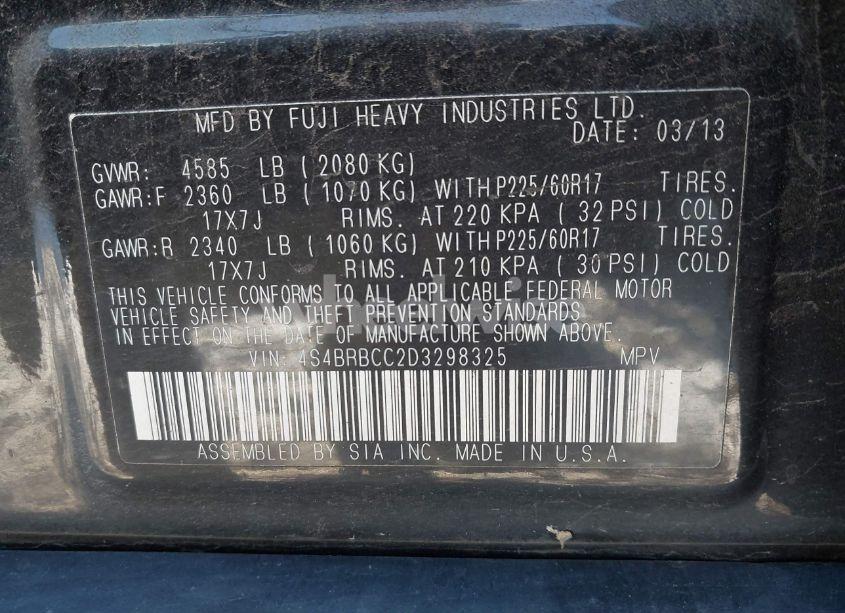 MFD BY FUJI HEAVY INDUSTRIES LTD.
DATE: 03/13
GVWR: 4585 LB (2080 KG)
GAWR:F 2360 LB (1070 KG) WITH P225/60R17 TIRES.
17X7J RIMS. AT 220 KPA (32 PSI) COLD
GAWR:R 2340 LB (1060 KG) WITH P225/60R17 TIRES.
17X7J RIMS. AT 210 KPA (30 PSI) COLD
THIS VEHICLE CONFORMS TO ALL APPLICABLE FEDERAL MOTOR
VEHICLE SAFETY AND THEFT PREVENTION STANDARDS
IN EFFECT ON THE DATE OF MANUFACTURE SHOWN ABOVE.
VIN: 4S4BRBCC2D3298325 MPV
ASSEMBLED BY SIA INC. MADE IN U.S.A.